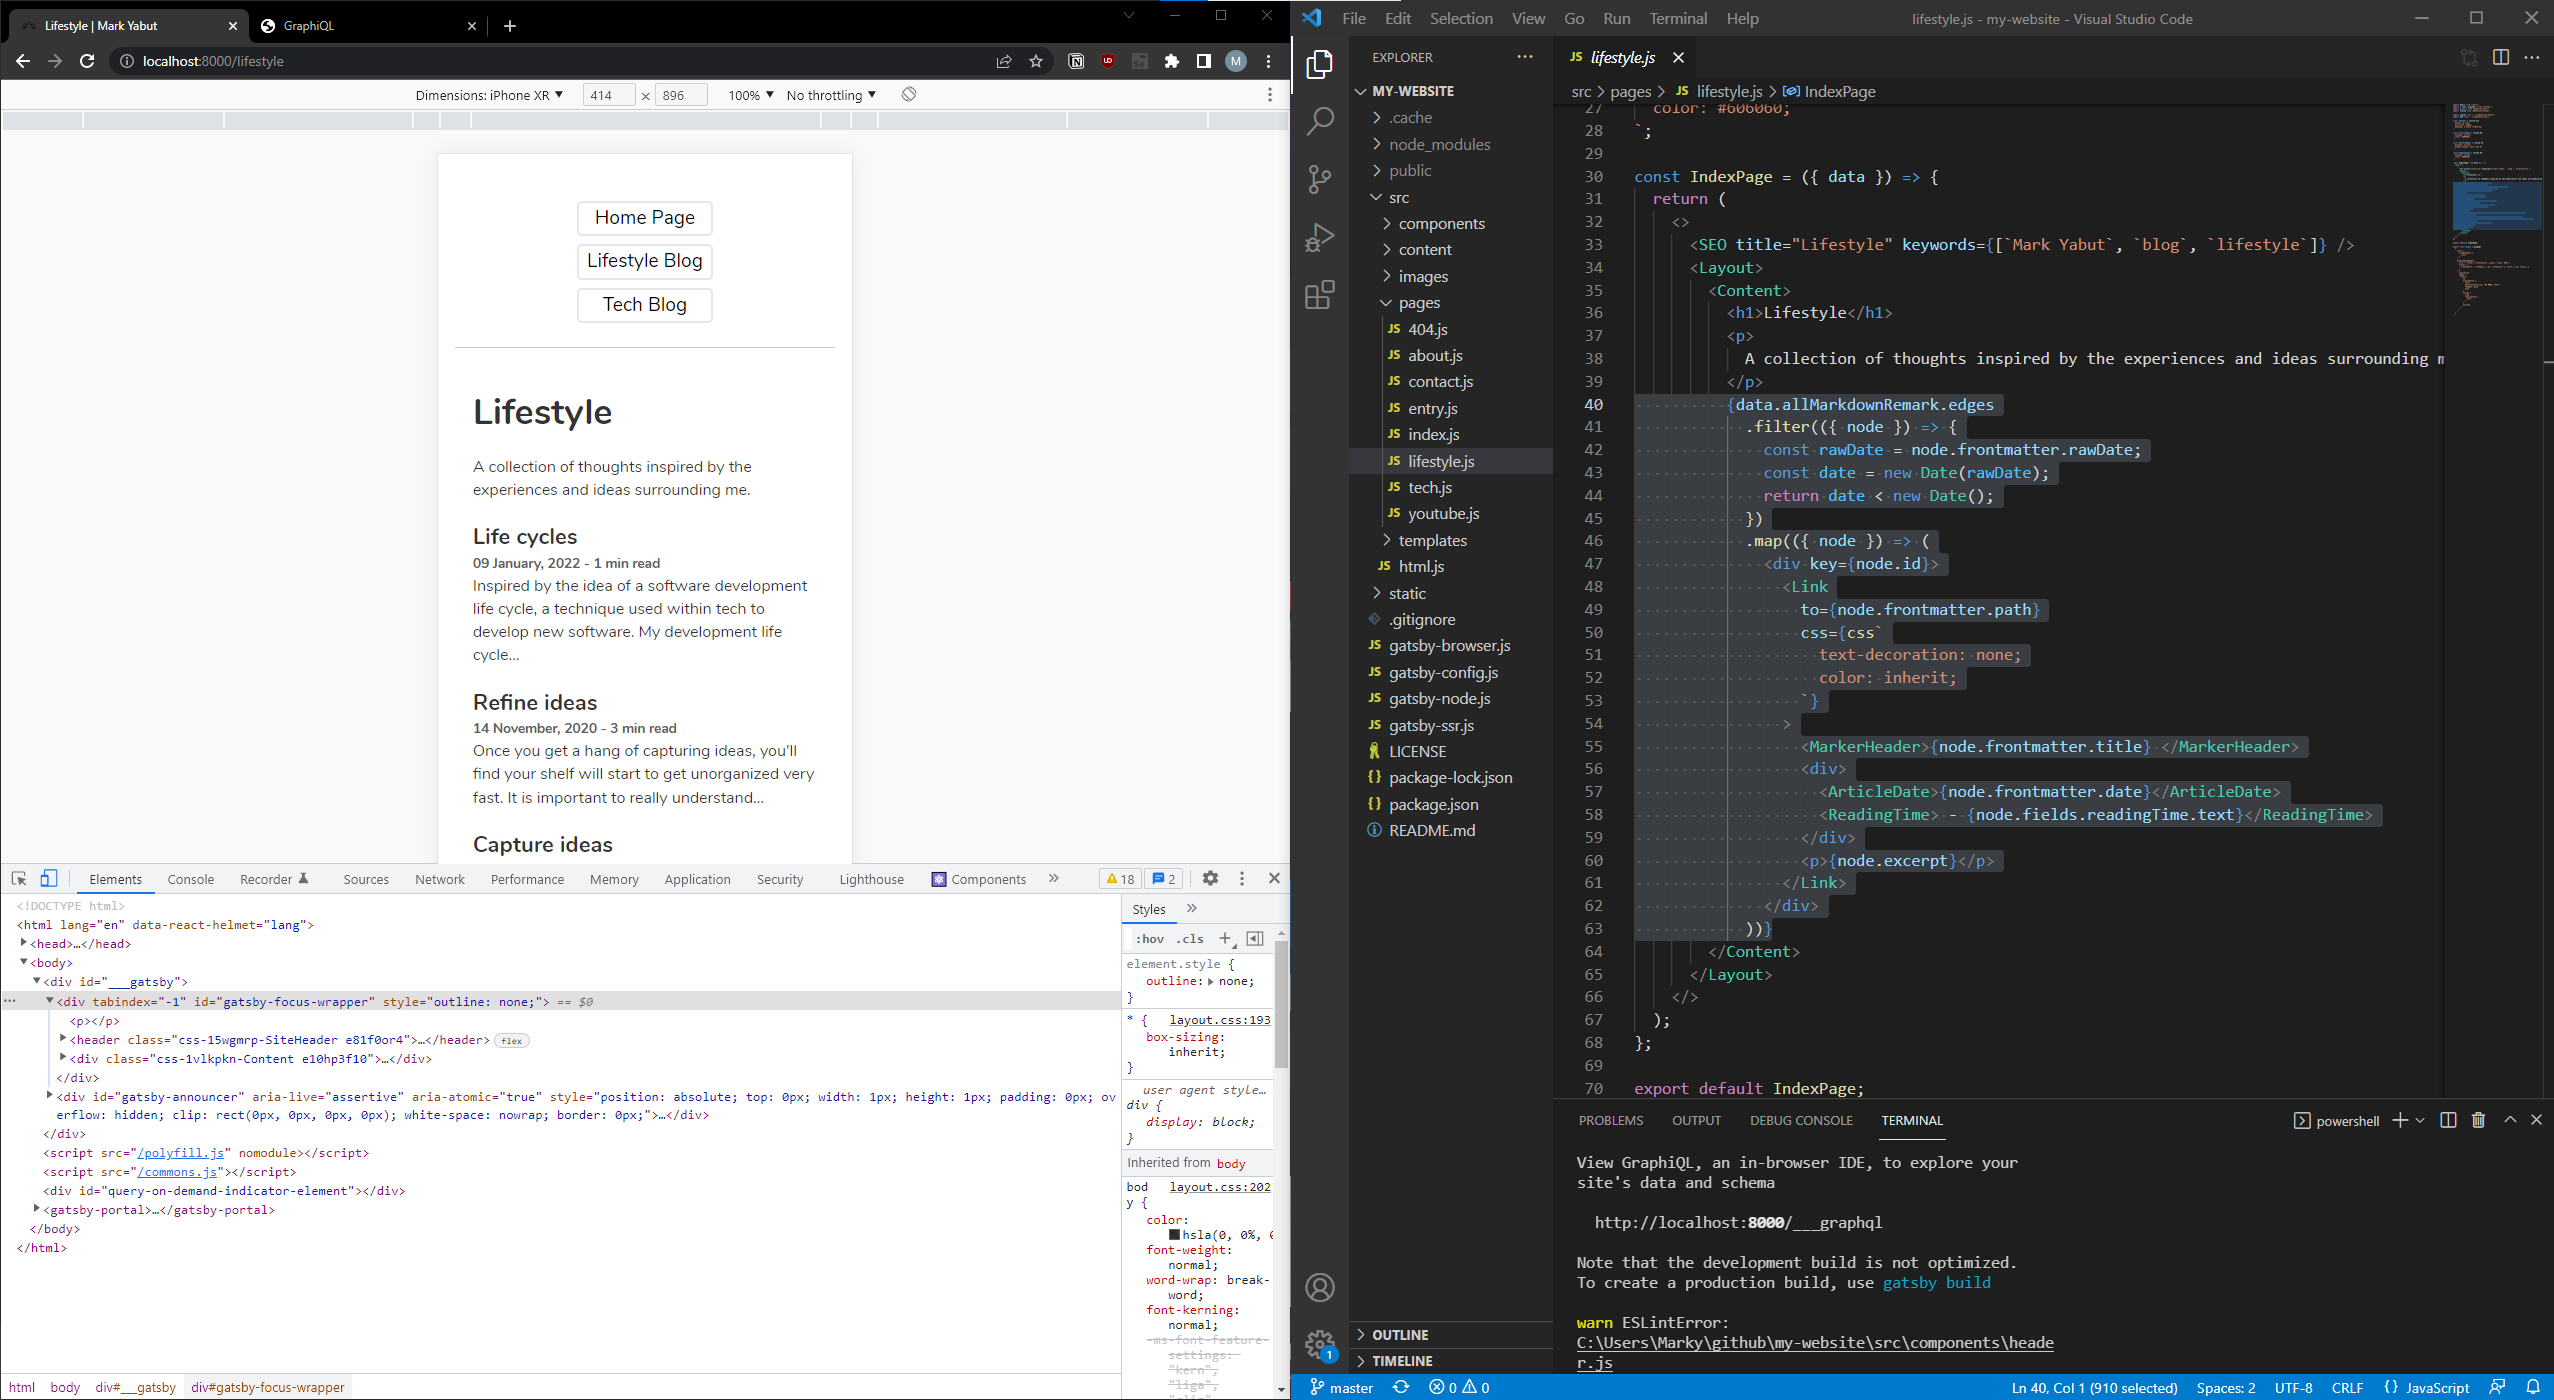 Lifestyle | Mark Yabut
GraphiQL
localhost:8000/lifestyle
M
Dimensions: iPhone XR
414 x 896
100%
No throttling
Home Page
Lifestyle Blog
Tech Blog
Lifestyle
A collection of thoughts inspired by the
experiences and ideas surrounding me.
Life cycles
09 January, 2022 - 1 min read
Inspired by the idea of a software development
life cycle, a technique used within tech to
develop new software. My development life
cycle...
Refine ideas
14 November, 2020 - 3 min read
Once you get a hang of capturing ideas, you'll
find your shelf will start to get unorganized very
fast. It is important to really understand...
Capture ideas
Elements Console Recorder Sources Network Performance Memory Application Security Lighthouse Components » 18 2
<!DOCTYPE html>
<html lang="en" data-react-helmet="lang">
<head>…</head>
<body>
<div id="___gatsby">
<div tabindex="-1" id="gatsby-focus-wrapper" style="outline: none;"> == $0
<p></p>
<header class="css-15wgmrp-SiteHeader e81f0or4">…</header> flex
<div class="css-1vlkpkn-Content e10hp3f10">…</div>
</div>
<div id="gatsby-announcer" aria-live="assertive" aria-atomic="true" style="position: absolute; top: 0px; width: 1px; height: 1px; padding: 0px; ov
erflow: hidden; clip: rect(0px, 0px, 0px, 0px); white-space: nowrap; border: 0px;">…</div>
</div>
<script src="/polyfill.js" nomodule></script>
<script src="/commons.js"></script>
<div id="query-on-demand-indicator-element"></div>
<gatsby-portal>…</gatsby-portal>
</body>
</html>
html body div#___gatsby div#gatsby-focus-wrapper
Styles »
:hov .cls +
element.style {
outline: none;
}
* { layout.css:193
box-sizing:
inherit;
}
user agent style…
div {
display: block;
}
Inherited from body
bod layout.css:202
y {
color:
hsla(0, 0%, 0
font-weight:
normal;
word-wrap: break-
word;
font-kerning:
normal;
-ms-font-feature-
settings:
"kern",
"liga",
File Edit Selection View Go Run Terminal Help
lifestyle.js - my-website - Visual Studio Code
EXPLORER
MY-WEBSITE
.cache
node_modules
public
src
components
content
images
pages
JS 404.js
JS about.js
JS contact.js
JS entry.js
JS index.js
JS lifestyle.js
JS tech.js
JS youtube.js
templates
JS html.js
static
.gitignore
JS gatsby-browser.js
JS gatsby-config.js
JS gatsby-node.js
JS gatsby-ssr.js
LICENSE
{} package-lock.json
{} package.json
README.md
OUTLINE
TIMELINE
1
JS lifestyle.js
src > pages > JS lifestyle.js > IndexPage
27 color: #606060;
28 `;
29
30 const IndexPage = ({ data }) => {
31 return (
32 <>
33 <SEO title="Lifestyle" keywords={[`Mark Yabut`, `blog`, `lifestyle`]} />
34 <Layout>
35 <Content>
36 <h1>Lifestyle</h1>
37 <p>
38 A collection of thoughts inspired by the experiences and ideas surrounding m
39 </p>
40 {data.allMarkdownRemark.edges
41 .filter(({ node }) => {
42 const rawDate = node.frontmatter.rawDate;
43 const date = new Date(rawDate);
44 return date < new Date();
45 })
46 .map(({ node }) => (
47 <div key={node.id}>
48 <Link
49 to={node.frontmatter.path}
50 css={css`
51 text-decoration: none;
52 color: inherit;
53 `}
54 >
55 <MarkerHeader>{node.frontmatter.title} </MarkerHeader>
56 <div>
57 <ArticleDate>{node.frontmatter.date}</ArticleDate>
58 <ReadingTime> - {node.fields.readingTime.text}</ReadingTime>
59 </div>
60 <p>{node.excerpt}</p>
61 </Link>
62 </div>
63 ))}
64 </Content>
65 </Layout>
66 </>
67 );
68 };
69
70 export default IndexPage;
PROBLEMS OUTPUT DEBUG CONSOLE TERMINAL
powershell
View GraphiQL, an in-browser IDE, to explore your
site's data and schema
http://localhost:8000/___graphql
Note that the development build is not optimized.
To create a production build, use gatsby build
warn ESLintError:
C:\Users\Marky\github\my-website\src\components\heade
r.js
master 0 0
Ln 40, Col 1 (910 selected) Spaces: 2 UTF-8 CRLF {} JavaScript